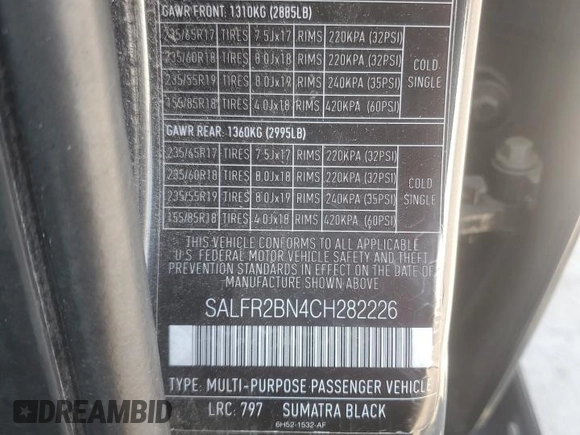 GAWR FRONT: 1310KG (2885LB)
235/65R17 TIRES 7.5Jx17 RIMS 220KPA (32PSI)
235/60R18 TIRES 8.0Jx18 RIMS 220KPA (32PSI) COLD
235/55R19 TIRES 8.0Jx19 RIMS 240KPA (35PSI) SINGLE
155/85R18 TIRES 4.0Jx18 RIMS 420KPA (60PSI)
GAWR REAR: 1360KG (2995LB)
235/65R17 TIRES 7.5Jx17 RIMS 220KPA (32PSI)
235/60R18 TIRES 8.0Jx18 RIMS 220KPA (32PSI) COLD
235/55R19 TIRES 8.0Jx19 RIMS 240KPA (35PSI) SINGLE
155/85R18 TIRES 4.0Jx18 RIMS 420KPA (60PSI)
THIS VEHICLE CONFORMS TO ALL APPLICABLE
U.S. FEDERAL MOTOR VEHICLE SAFETY AND THEFT
PREVENTION STANDARDS IN EFFECT ON THE DATE OF
MANUFACTURE SHOWN ABOVE.
SALFR2BN4CH282226
TYPE: MULTI-PURPOSE PASSENGER VEHICLE
LRC: 797 SUMATRA BLACK
6H52-1532-AF
AUTOHELPERBOT.COM